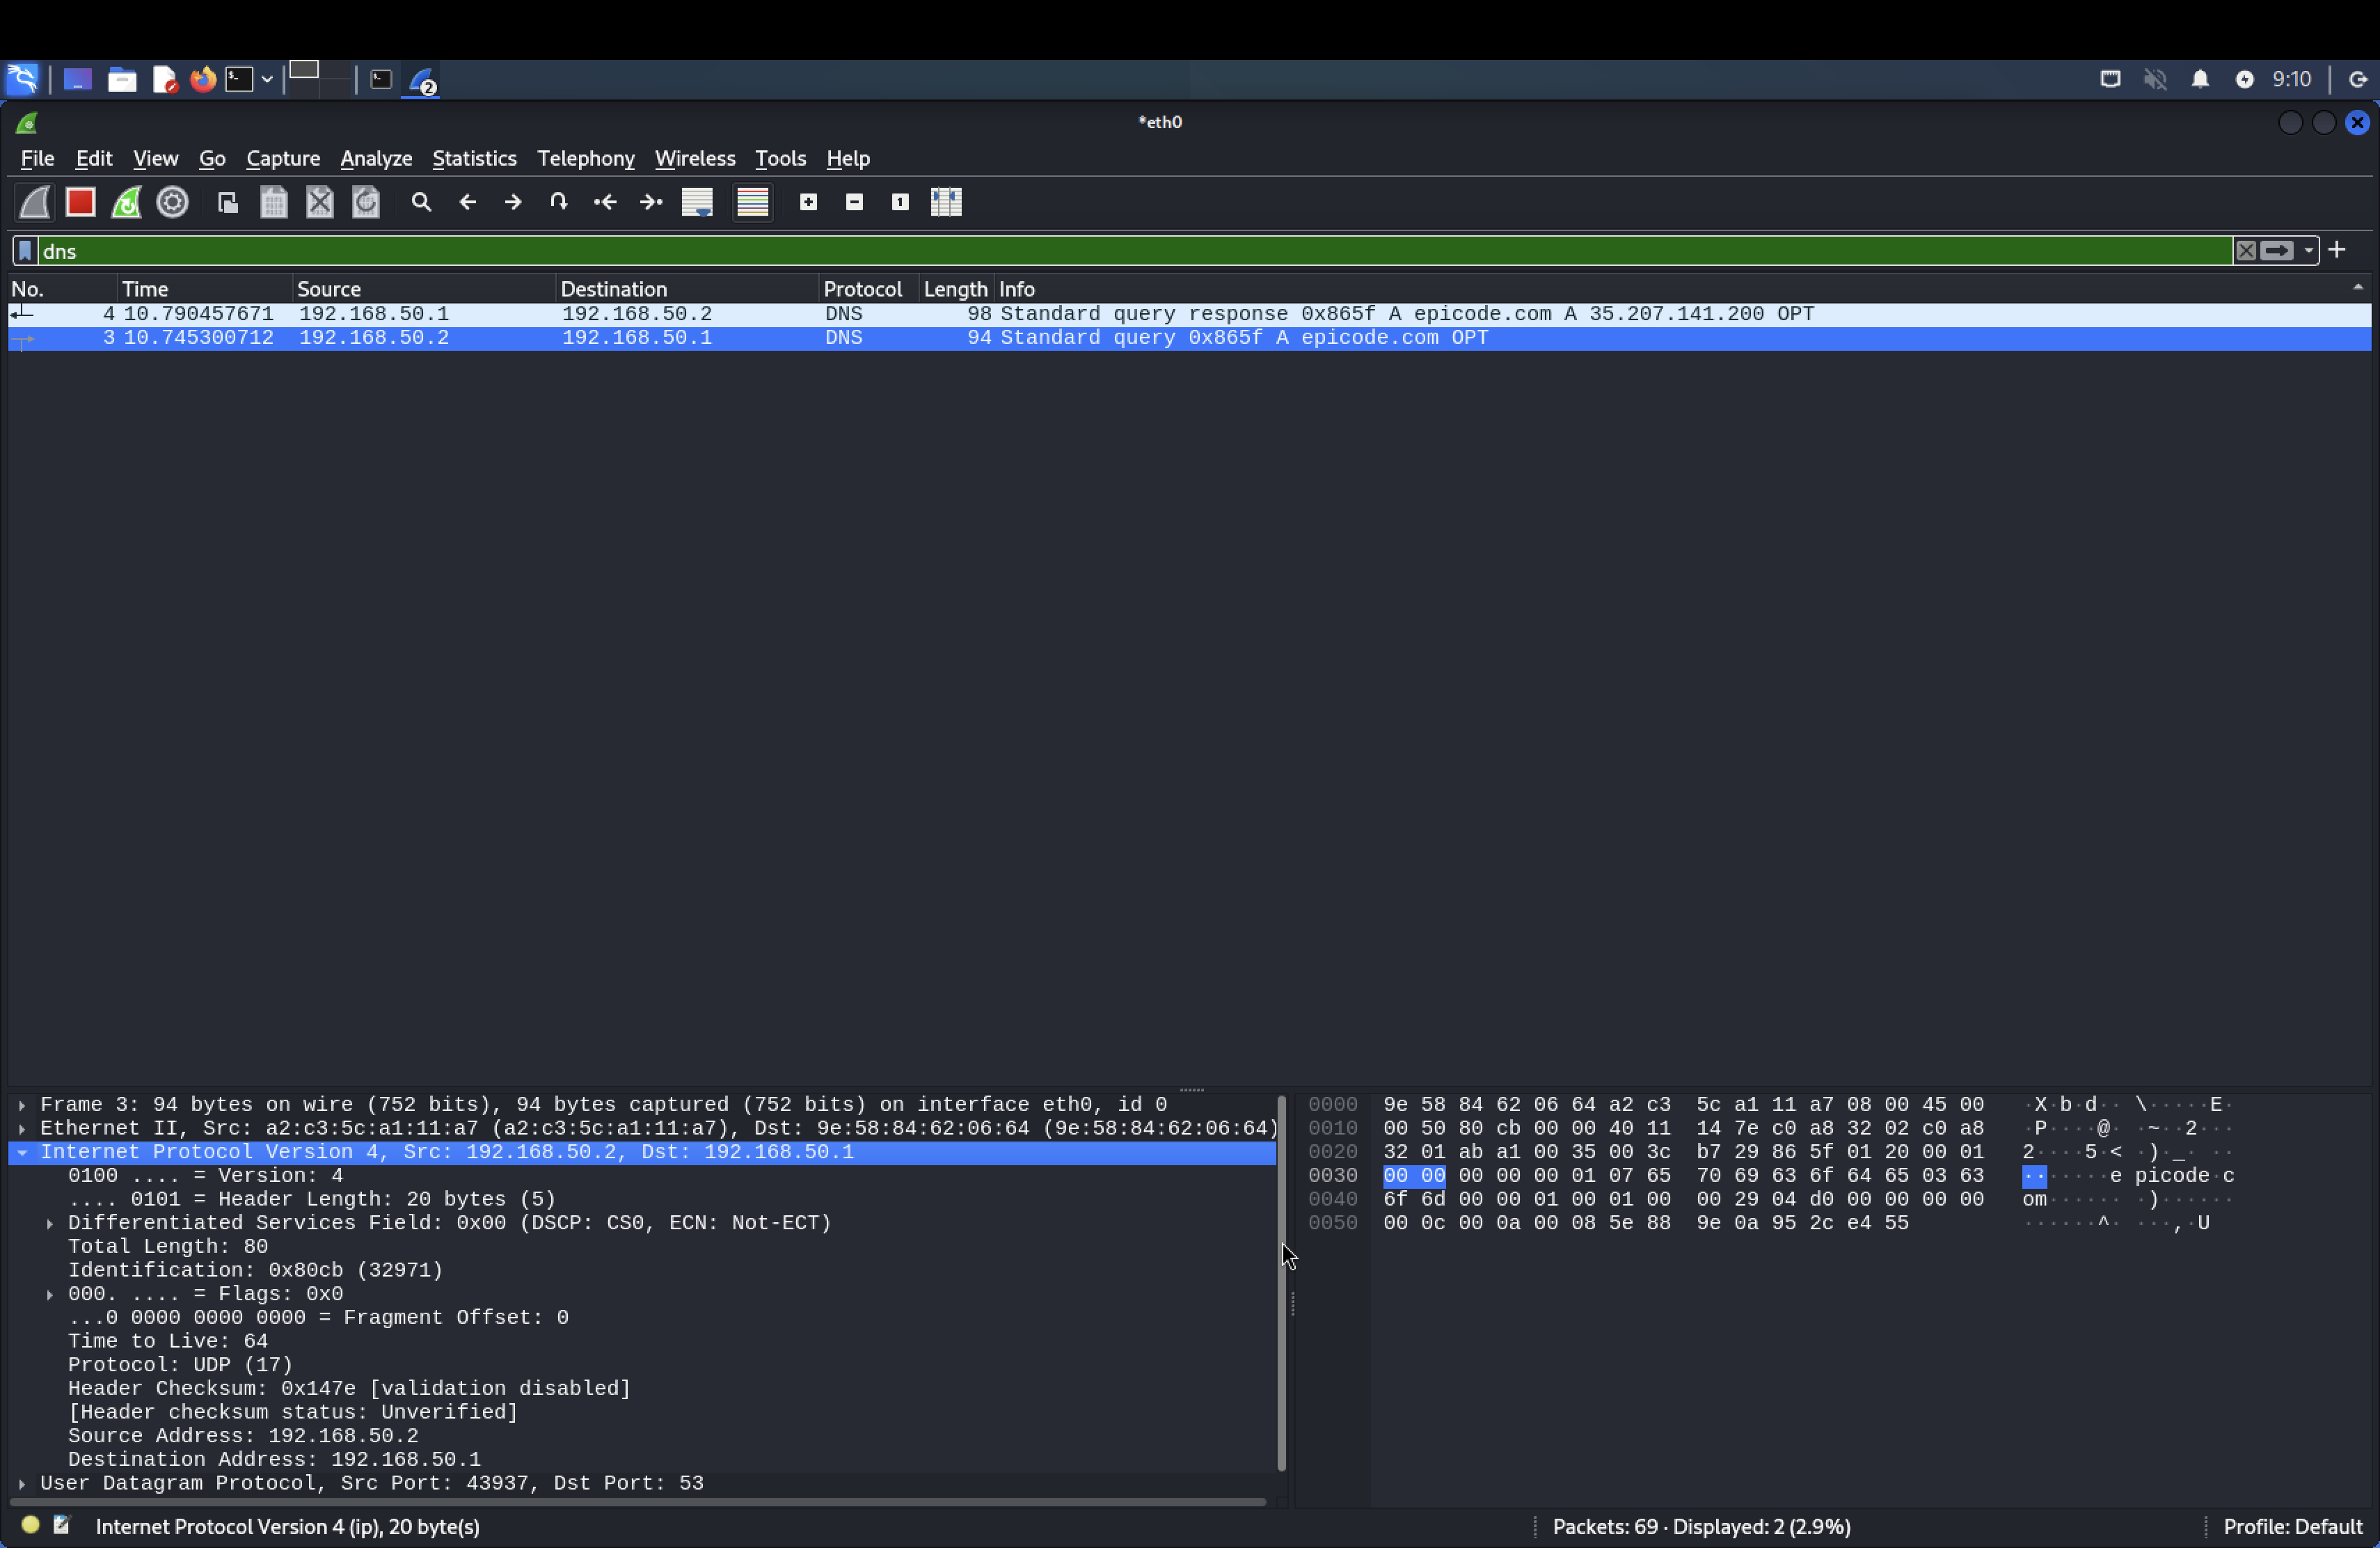 9:10
*eth0
File Edit View Go Capture Analyze Statistics Telephony Wireless Tools Help
dns
No. Time Source Destination Protocol Length Info
4 10.790457671 192.168.50.1 192.168.50.2 DNS 98 Standard query response 0x865f A epicode.com A 35.207.141.200 OPT
3 10.745300712 192.168.50.2 192.168.50.1 DNS 94 Standard query 0x865f A epicode.com OPT
Frame 3: 94 bytes on wire (752 bits), 94 bytes captured (752 bits) on interface eth0, id 0
Ethernet II, Src: a2:c3:5c:a1:11:a7 (a2:c3:5c:a1:11:a7), Dst: 9e:58:84:62:06:64 (9e:58:84:62:06:64)
Internet Protocol Version 4, Src: 192.168.50.2, Dst: 192.168.50.1
0100 .... = Version: 4
.... 0101 = Header Length: 20 bytes (5)
Differentiated Services Field: 0x00 (DSCP: CS0, ECN: Not-ECT)
Total Length: 80
Identification: 0x80cb (32971)
000. .... = Flags: 0x0
...0 0000 0000 0000 = Fragment Offset: 0
Time to Live: 64
Protocol: UDP (17)
Header Checksum: 0x147e [validation disabled]
[Header checksum status: Unverified]
Source Address: 192.168.50.2
Destination Address: 192.168.50.1
User Datagram Protocol, Src Port: 43937, Dst Port: 53
0000 9e 58 84 62 06 64 a2 c3 5c a1 11 a7 08 00 45 00 ·X·b·d·· \·····E·
0010 00 50 80 cb 00 00 40 11 14 7e c0 a8 32 02 c0 a8 ·P····@· ·~··2···
0020 32 01 ab a1 00 35 00 3c b7 29 86 5f 01 20 00 01 2····5·< ·)·_· ··
0030 00 00 00 00 00 01 07 65 70 69 63 6f 64 65 03 63 ·······e picode·c
0040 6f 6d 00 00 01 00 01 00 00 29 04 d0 00 00 00 00 om······ ·)······
0050 00 0c 00 0a 00 08 5e 88 9e 0a 95 2c e4 55 ······^· ···,·U
Internet Protocol Version 4 (ip), 20 byte(s)
Packets: 69 · Displayed: 2 (2.9%)
Profile: Default